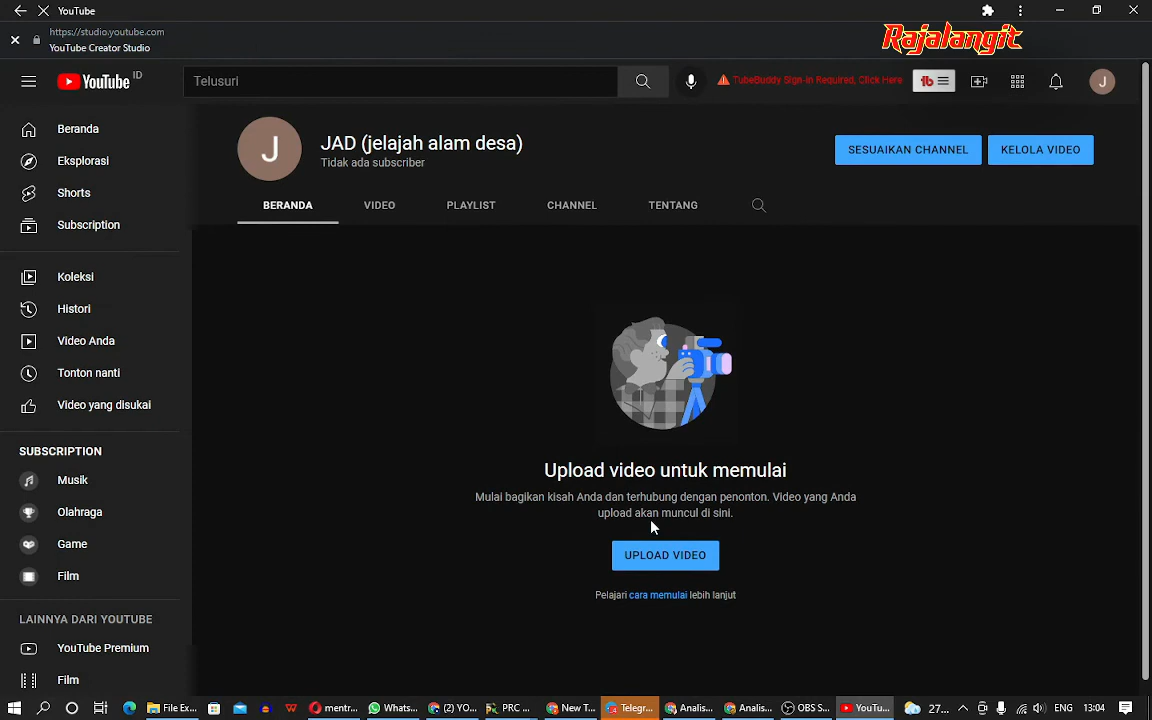 YouTube
https://studio.youtube.com
YouTube Creator Studio
Rajalangit
YouTube ID
Telusuri
TubeBuddy Sign-in Required, Click Here
tb
J
Beranda
Eksplorasi
Shorts
Subscription
Koleksi
Histori
Video Anda
Tonton nanti
Video yang disukai
SUBSCRIPTION
Musik
Olahraga
Game
Film
LAINNYA DARI YOUTUBE
YouTube Premium
Film
J
JAD (jelajah alam desa)
Tidak ada subscriber
SESUAIKAN CHANNEL
KELOLA VIDEO
BERANDA
VIDEO
PLAYLIST
CHANNEL
TENTANG
Upload video untuk memulai
Mulai bagikan kisah Anda dan terhubung dengan penonton. Video yang Anda
upload akan muncul di sini.
UPLOAD VIDEO
Pelajari cara memulai lebih lanjut
File Ex...
mentr...
Whats...
(2) YO...
PRC ...
New T...
Telegr...
Analis...
Analis...
OBS S...
YouTu...
27...
ENG
13:04